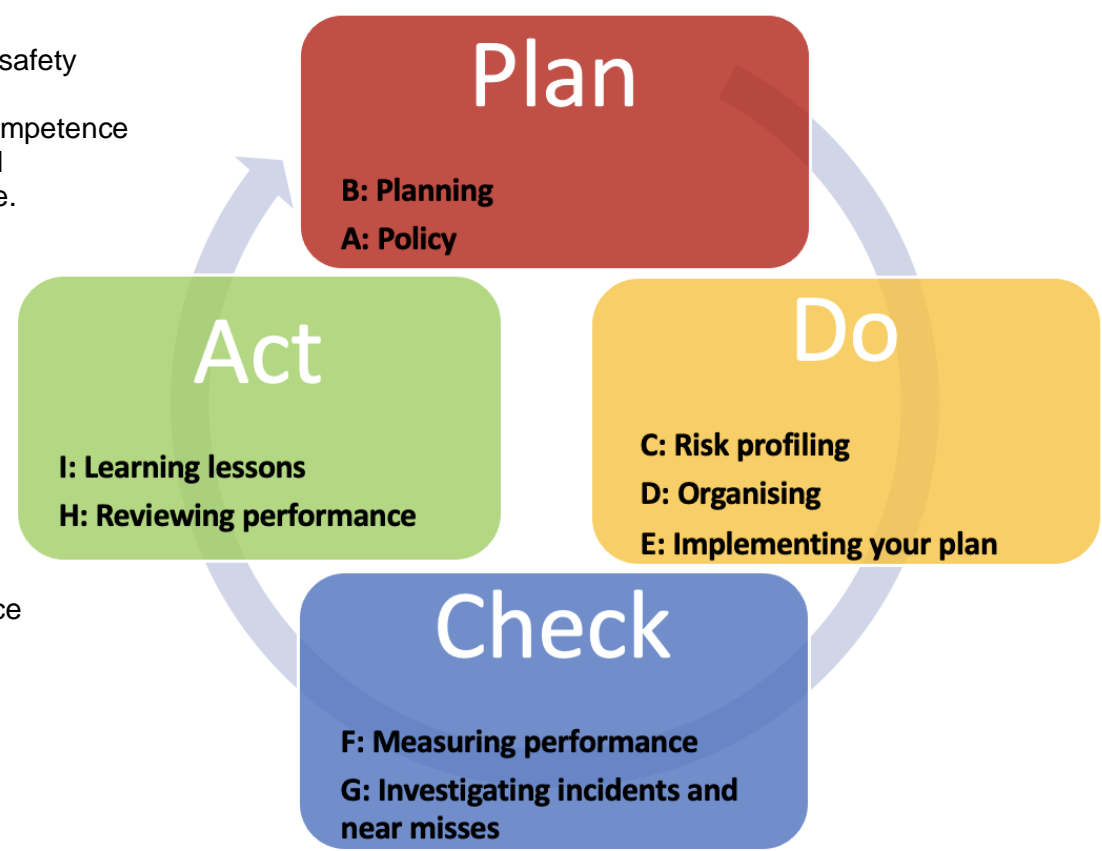 safety
mpetence
e.
Plan
B: Planning
A: Policy
Do
C: Risk profiling
D: Organising
E: Implementing your plan
Check
F: Measuring performance
G: Investigating incidents and
near misses
Act
I: Learning lessons
H: Reviewing performance
ce